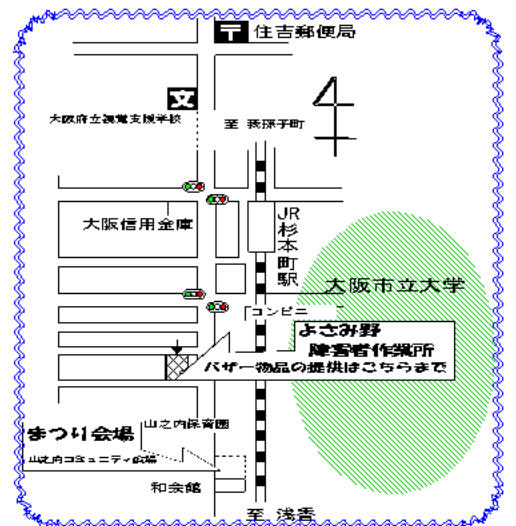 〒 住吉郵便局
文
大阪府立視覚支援学校
至 我孫子町
大阪信用金庫
JR杉本町駅
大阪市立大学
コンビニ
よさみ野
障害者作業所
バザー物品の提供はこちらまで
山之内保育園
まつり会場
山之内コミュニティ会場
和会館
至 浅香